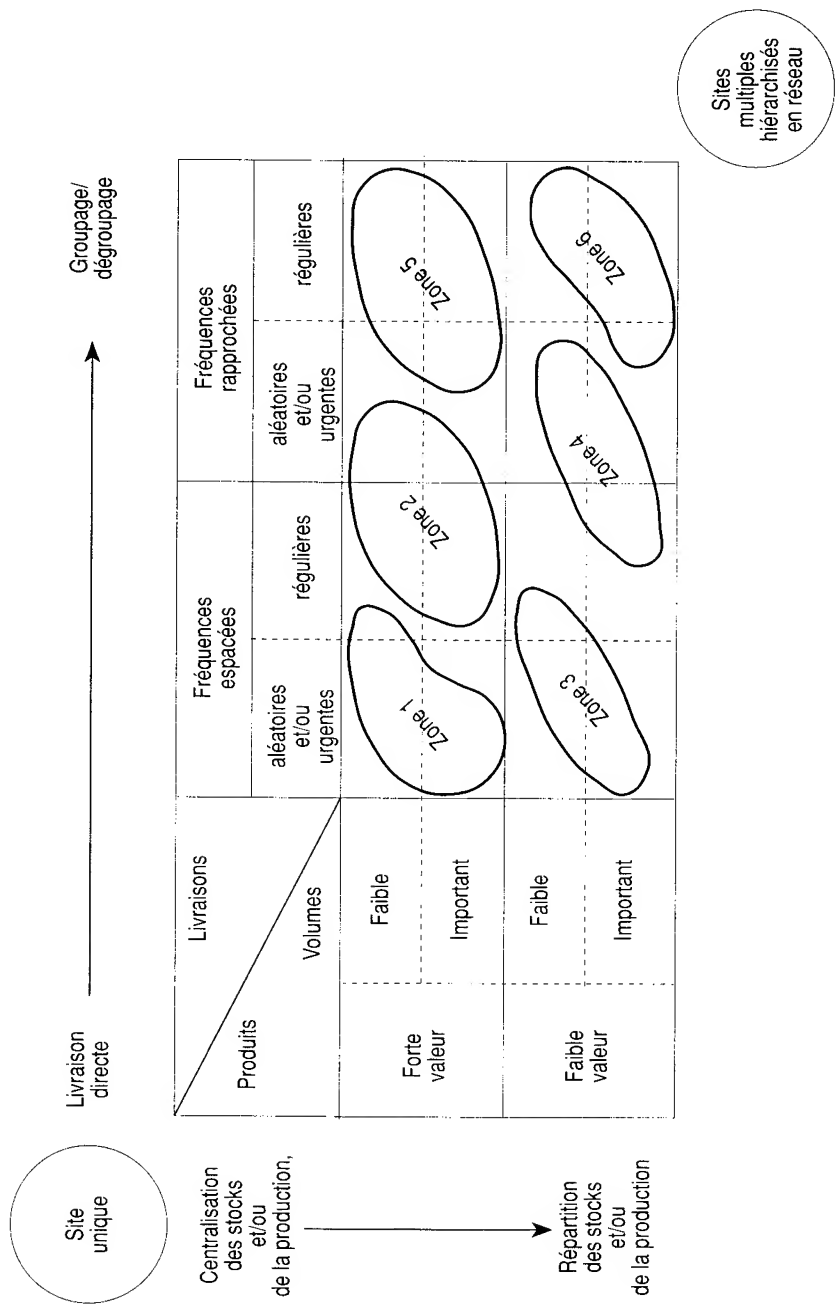 Site
unique
Livraison
directe
Groupage/
dégroupage
Centralisation
des stocks
et/ou
de la production,
Répartition
des stocks
et/ou
de la production
Livraisons
Produits
Volumes
Fréquences
espacées
Fréquences
rapprochées
aléatoires
et/ou
urgentes
régulières
aléatoires
et/ou
urgentes
régulières
Forte
valeur
Faible
Important
Faible
valeur
Faible
Important
Zone 1
Zone 2
Zone 5
Zone 3
Zone 4
Zone 6
Sites
multiples
hiérarchisés
en réseau